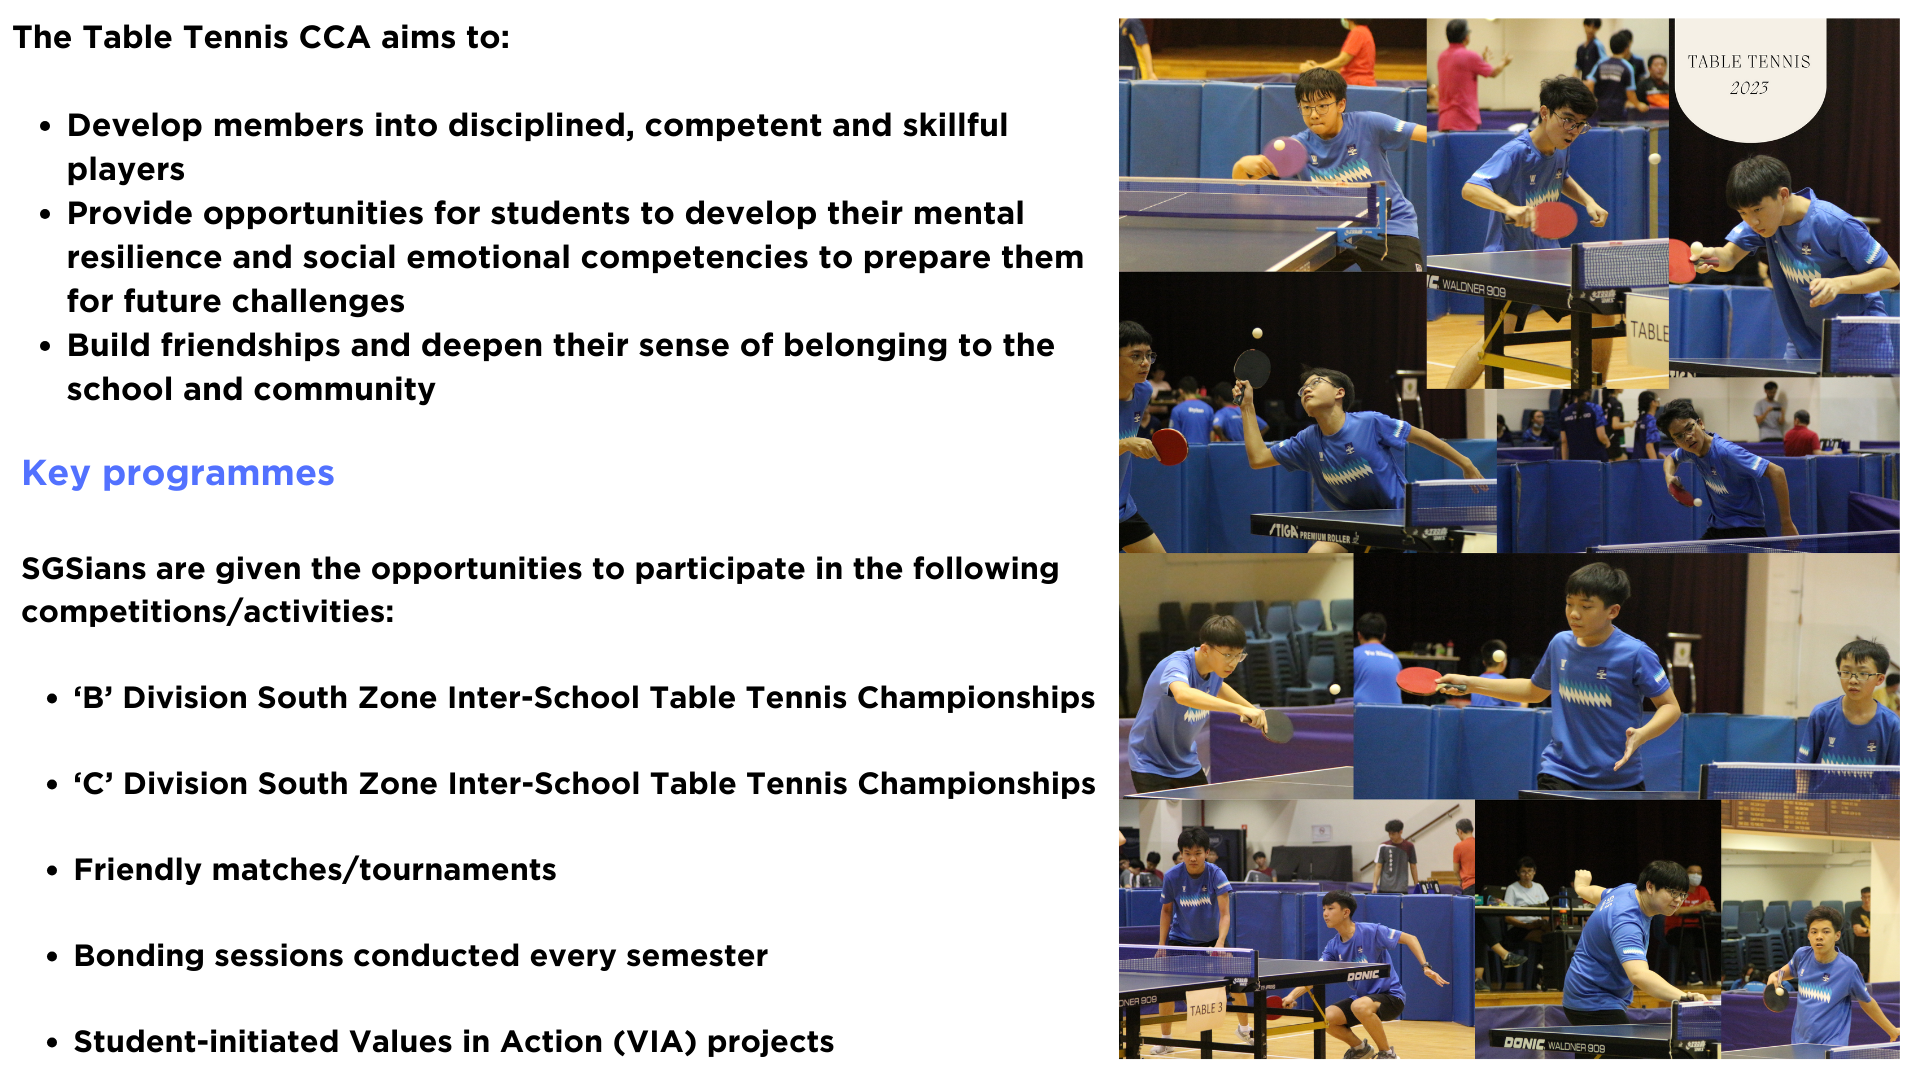 The Table Tennis CCA aims to:
• Develop members into disciplined, competent and skillful
players
• Provide opportunities for students to develop their mental
resilience and social emotional competencies to prepare them
for future challenges
• Build friendships and deepen their sense of belonging to the
school and community
Key programmes
SGSians are given the opportunities to participate in the following
competitions/activities:
• ‘B’ Division South Zone Inter-School Table Tennis Championships
• ‘C’ Division South Zone Inter-School Table Tennis Championships
• Friendly matches/tournaments
• Bonding sessions conducted every semester
• Student-initiated Values in Action (VIA) projects
TABLE TENNIS
2023
WALDNER 909
TABLE
STIGA PREMIUM ROLLER
DONIC
TABLE 3
DONIC WALDNER 909